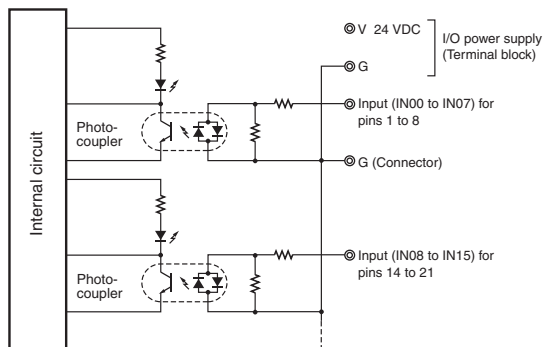 V 24 VDC
I/O power supply
(Terminal block)
G
Input (IN00 to IN07) for
pins 1 to 8
Photo-
coupler
G (Connector)
Internal circuit
Input (IN08 to IN15) for
pins 14 to 21
Photo-
coupler